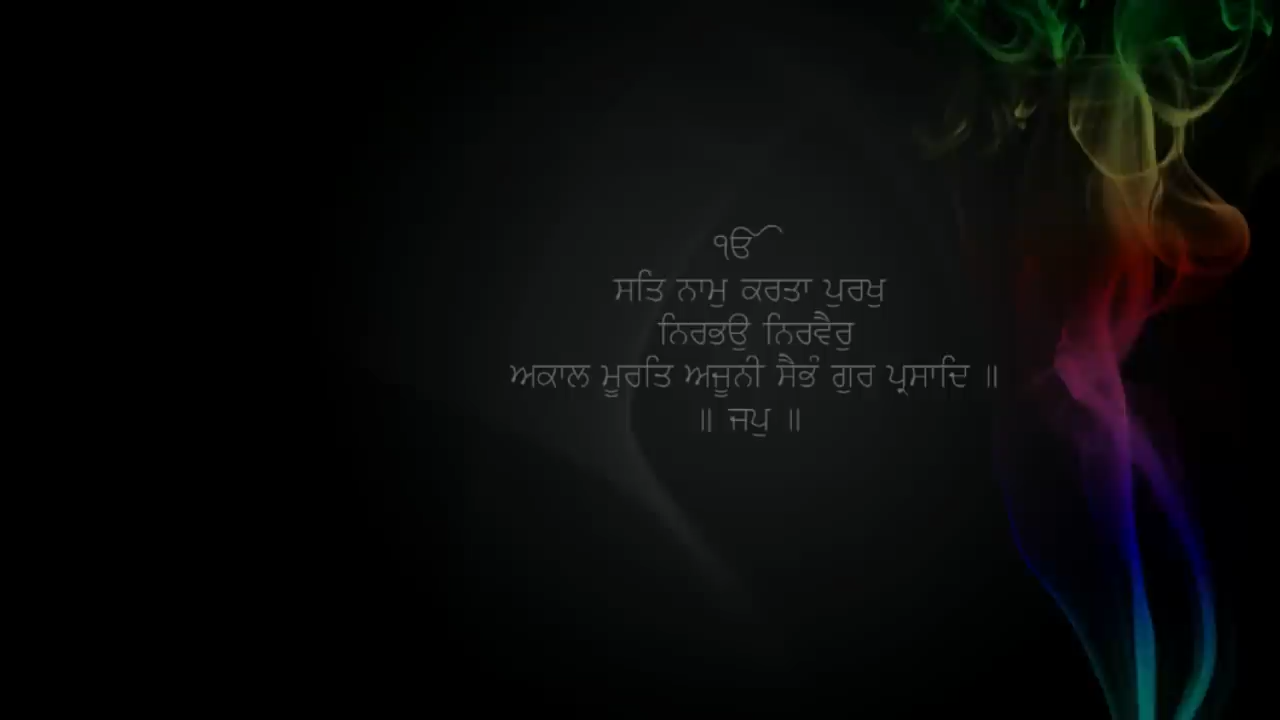 ੴ
ਸਤਿ ਨਾਮੁ ਕਰਤਾ ਪੁਰਖੁ
ਨਿਰਭਉ ਨਿਰਵੈਰੁ
ਅਕਾਲ ਮੂਰਤਿ ਅਜੂਨੀ ਸੈਭੰ ਗੁਰ ਪ੍ਰਸਾਦਿ ॥
॥ ਜਪੁ ॥